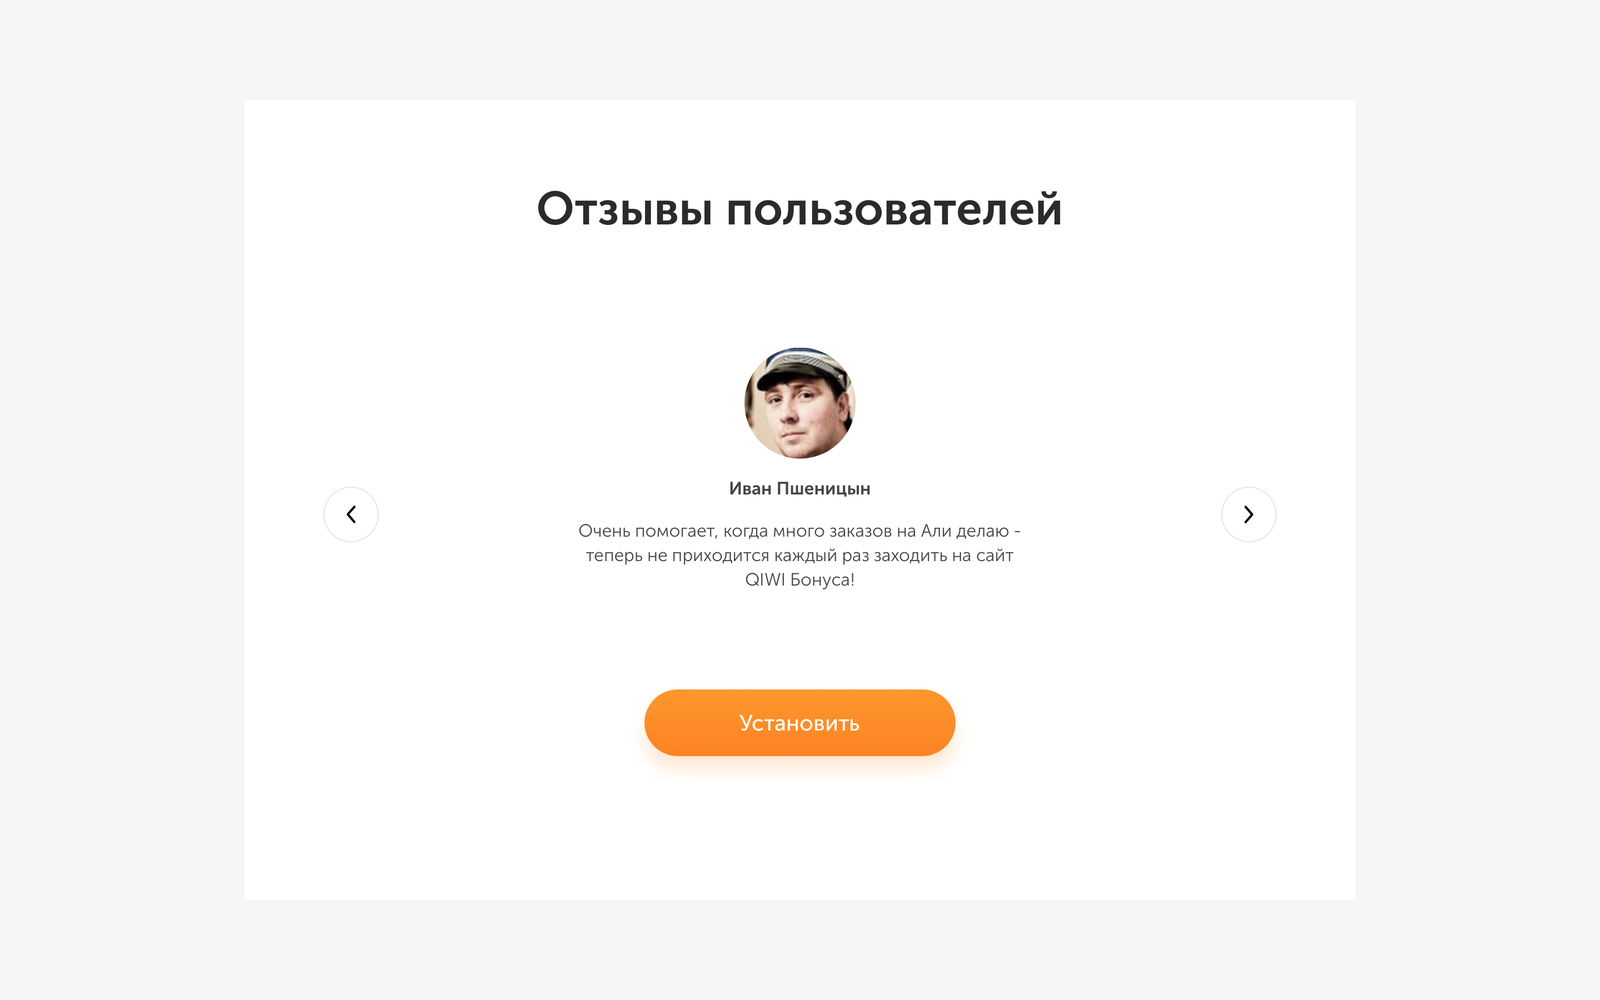 Отзывы пользователей
Иван Пшеницын
Очень помогает, когда много заказов на Али делаю -
теперь не приходится каждый раз заходить на сайт
QIWI Бонуса!
Установить